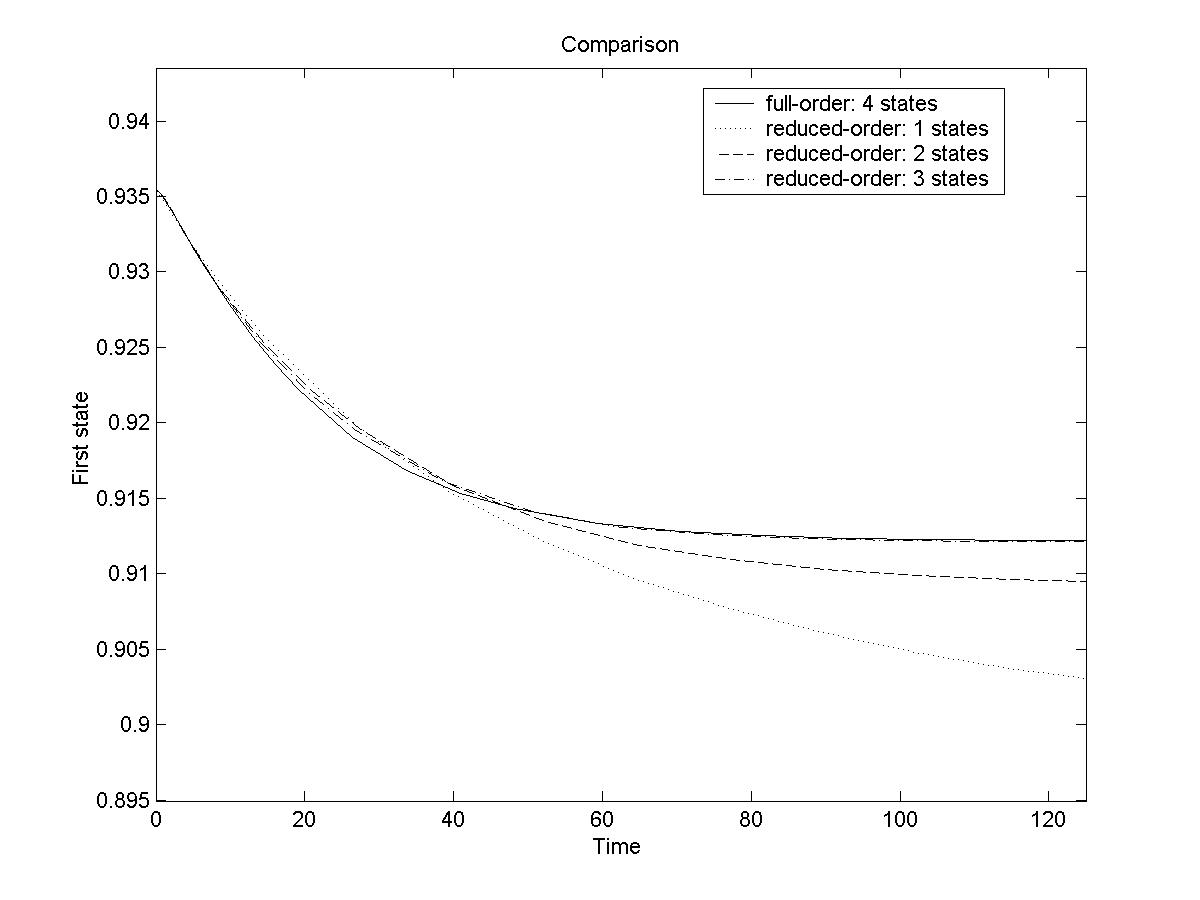 Comparison
full-order: 4 states
reduced-order: 1 states
reduced-order: 2 states
reduced-order: 3 states
0.94
0.935
0.93
0.925
0.92
0.915
0.91
0.905
0.9
0.895
First state
0 20 40 60 80 100 120
Time